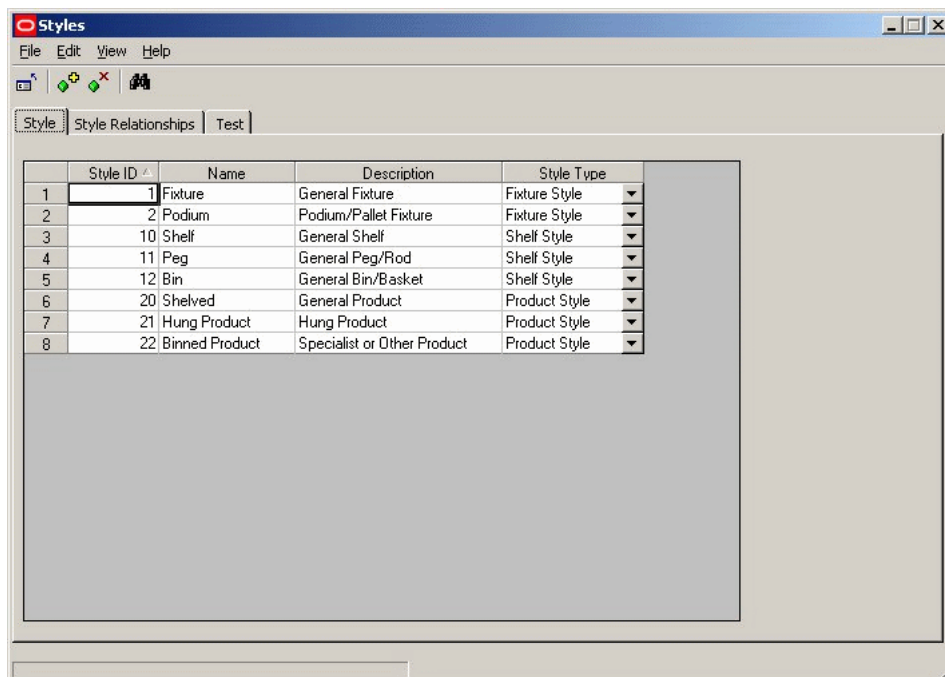 Styles
File Edit View Help
Style Style Relationships Test
Style ID Name Description Style Type
1 1 Fixture General Fixture Fixture Style
2 2 Podium Podium/Pallet Fixture Fixture Style
3 10 Shelf General Shelf Shelf Style
4 11 Peg General Peg/Rod Shelf Style
5 12 Bin General Bin/Basket Shelf Style
6 20 Shelved General Product Product Style
7 21 Hung Product Hung Product Product Style
8 22 Binned Product Specialist or Other Product Product Style